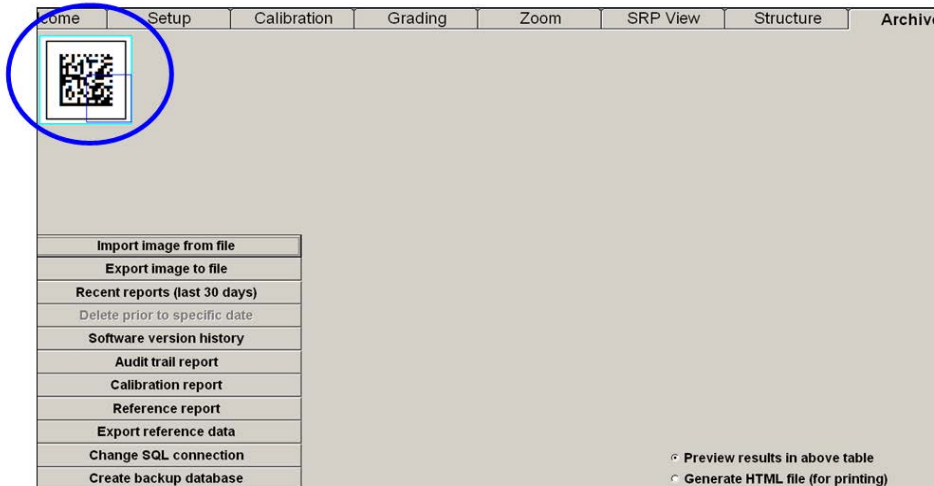 come Setup Calibration Grading Zoom SRP View Structure Archive
Import image from file
Export image to file
Recent reports (last 30 days)
Delete prior to specific date
Software version history
Audit trail report
Calibration report
Reference report
Export reference data
Change SQL connection
Create backup database
Preview results in above table
Generate HTML file (for printing)